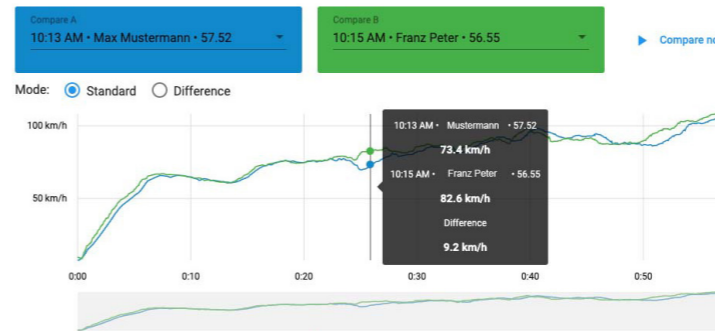 Compare A
10:13 AM • Max Mustermann • 57.52
Compare B
10:15 AM • Franz Peter • 56.55
Compare
Mode: Standard Difference
100 km/h
50 km/h
10:13 AM • Mustermann • 57.52
73.4 km/h
10:15 AM • Franz Peter • 56.55
82.6 km/h
Difference
9.2 km/h
0:00 0:10 0:20 0:30 0:40 0:50